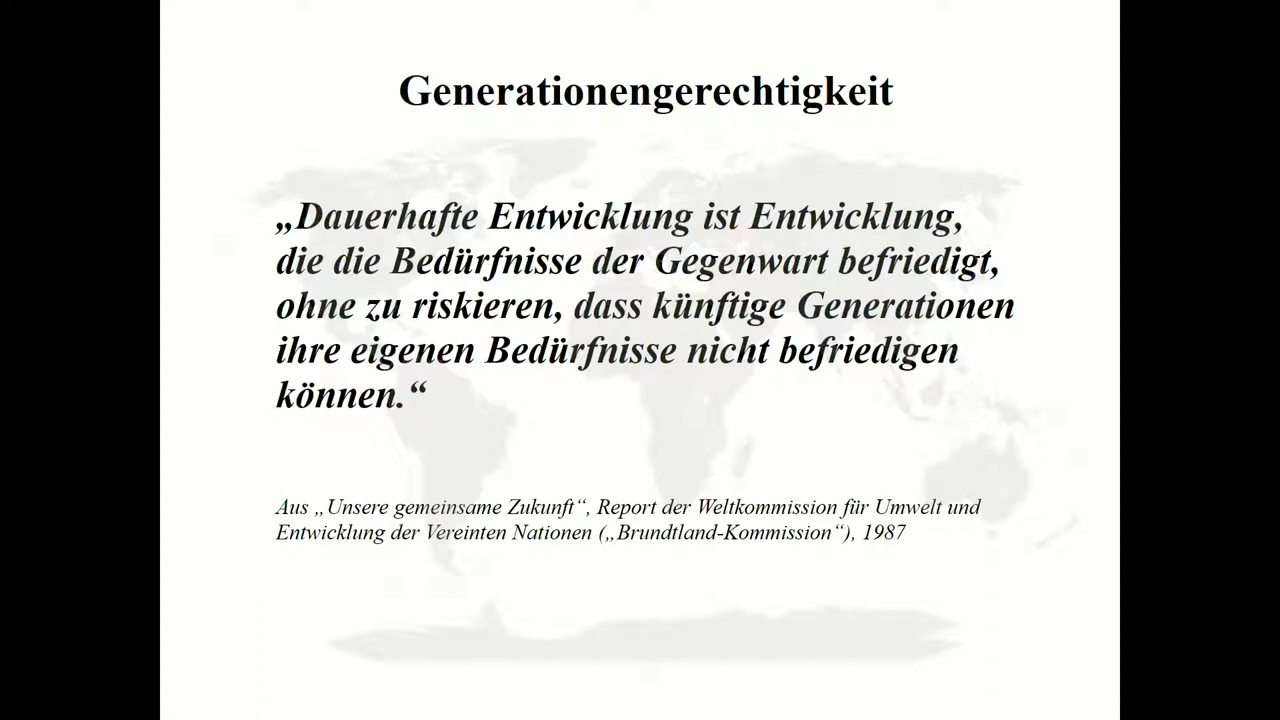 Generationengerechtigkeit
„Dauerhafte Entwicklung ist Entwicklung,
die die Bedürfnisse der Gegenwart befriedigt,
ohne zu riskieren, dass künftige Generationen
ihre eigenen Bedürfnisse nicht befriedigen
können.“
Aus „Unsere gemeinsame Zukunft“, Report der Weltkommission für Umwelt und
Entwicklung der Vereinten Nationen („Brundtland-Kommission“), 1987